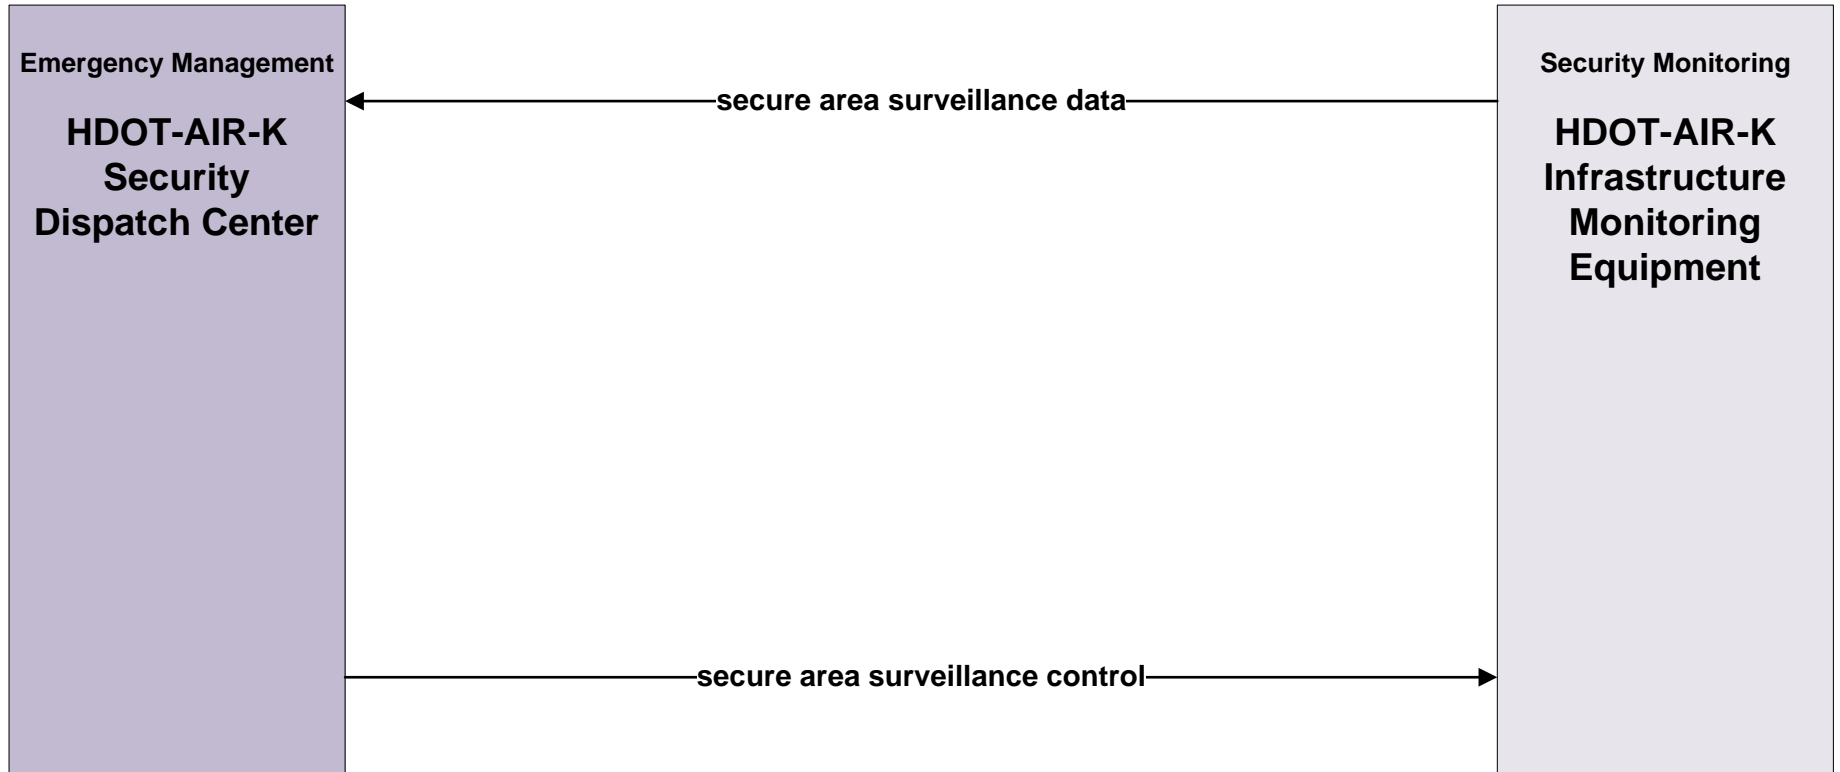 Emergency Management
HDOT-AIR-K
Security
Dispatch Center
secure area surveillance data
Security Monitoring
HDOT-AIR-K
Infrastructure
Monitoring
Equipment
secure area surveillance control